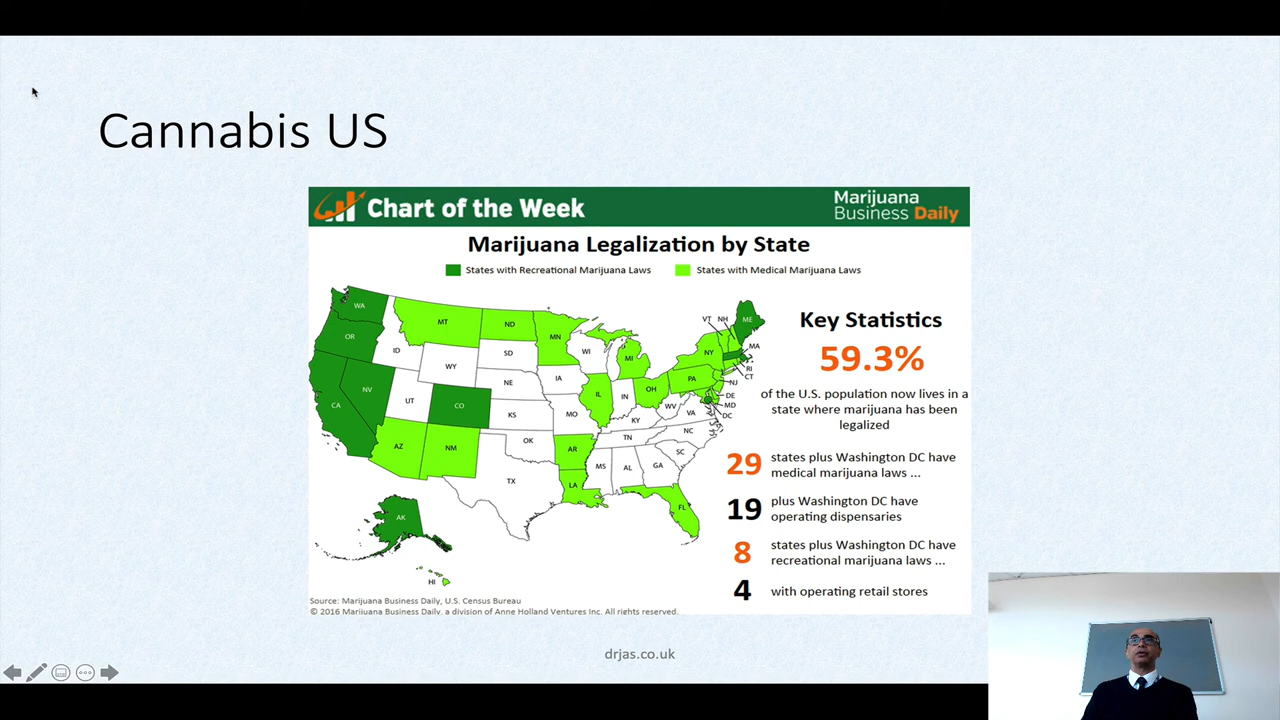 Cannabis US
Chart of the Week
Marijuana
Business Daily
Marijuana Legalization by State
States with Recreational Marijuana Laws
States with Medical Marijuana Laws
WA
OR
CA
NV
ID
MT
WY
UT
CO
AZ
NM
ND
SD
NE
KS
OK
TX
MN
IA
MO
AR
LA
WI
IL
MI
IN
OH
KY
TN
MS
AL
GA
FL
SC
NC
VA
WV
PA
NY
VT
NH
ME
MA
RI
CT
NJ
DE
MD
DC
AK
HI
Key Statistics
59.3%
of the U.S. population now lives in a
state where marijuana has been
legalized
29 states plus Washington DC have
medical marijuana laws ...
19 plus Washington DC have
operating dispensaries
8 states plus Washington DC have
recreational marijuana laws ...
4 with operating retail stores
Source: Marijuana Business Daily, U.S. Census Bureau
© 2016 Marijuana Business Daily, a division of Anne Holland Ventures Inc. All rights reserved.
drjas.co.uk